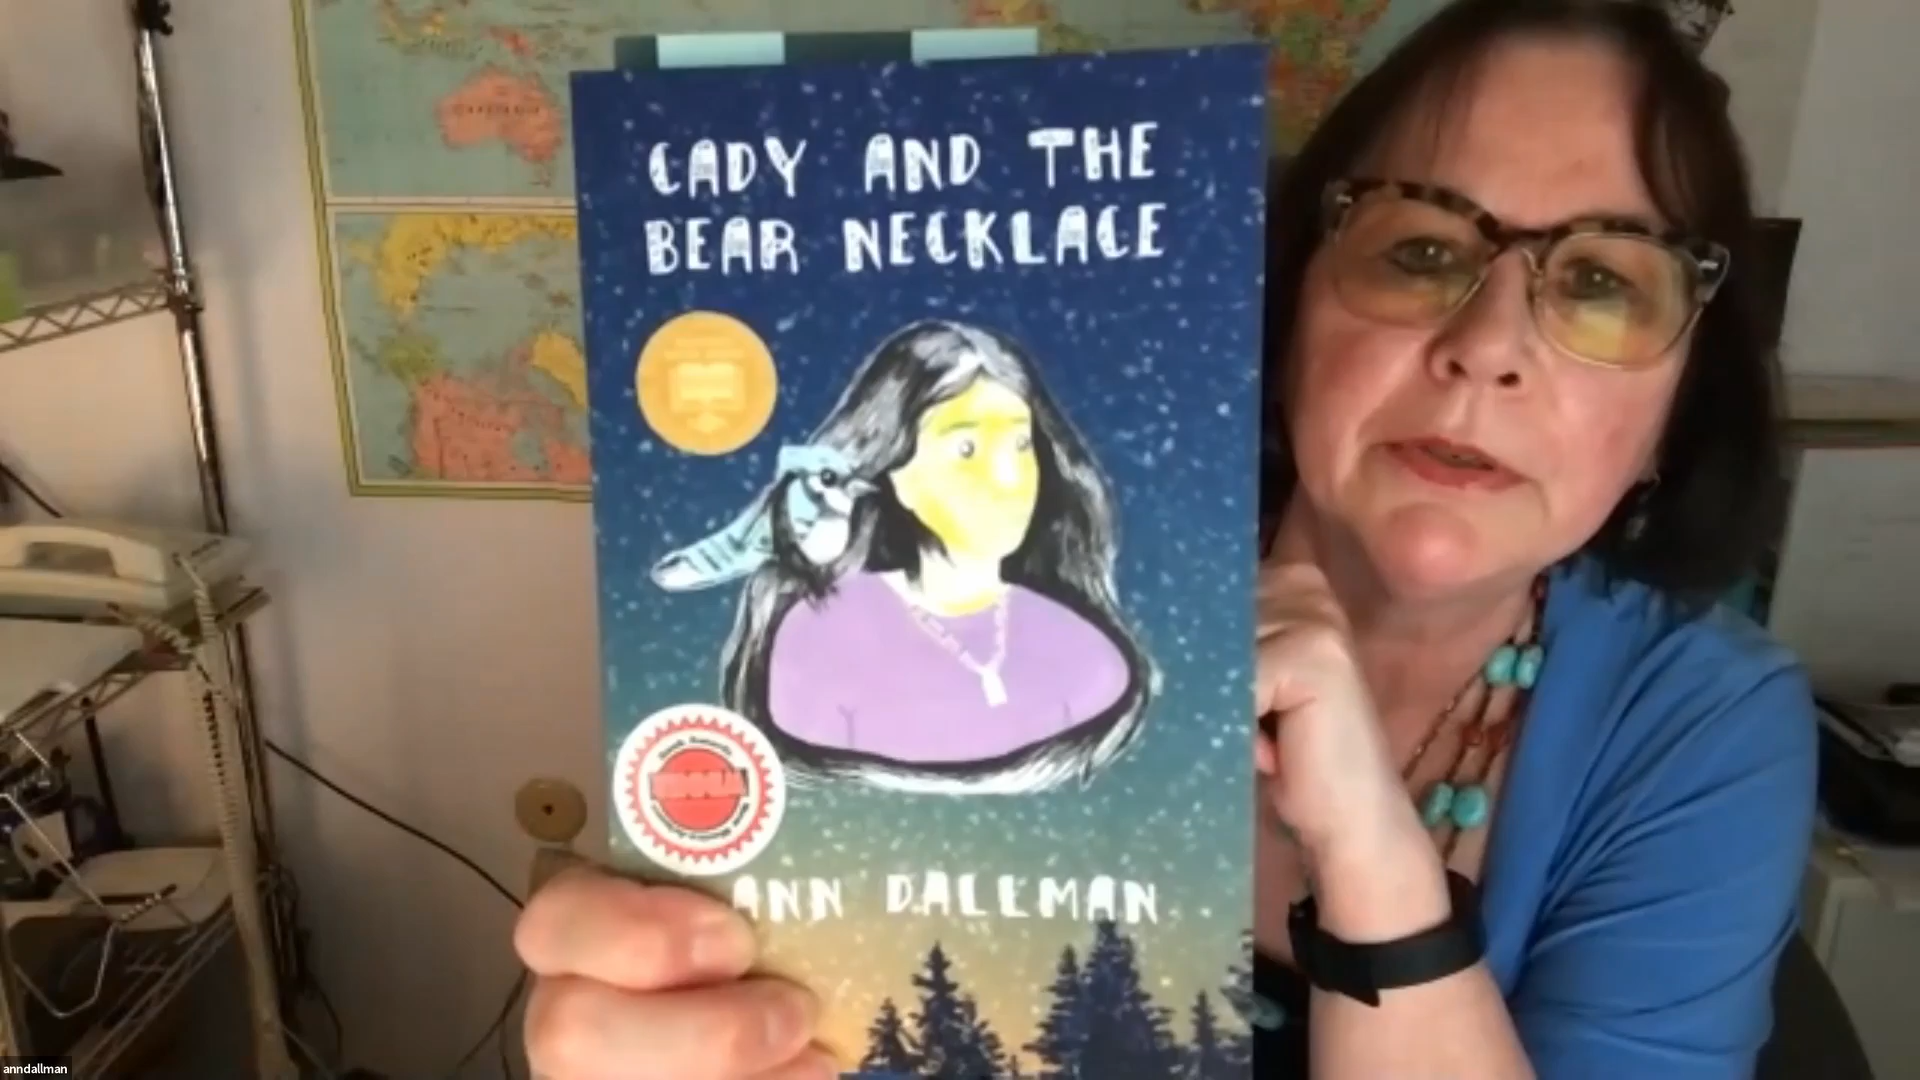 CADY AND THE
BEAR NECKLACE
ANN DALLMAN
anndallman